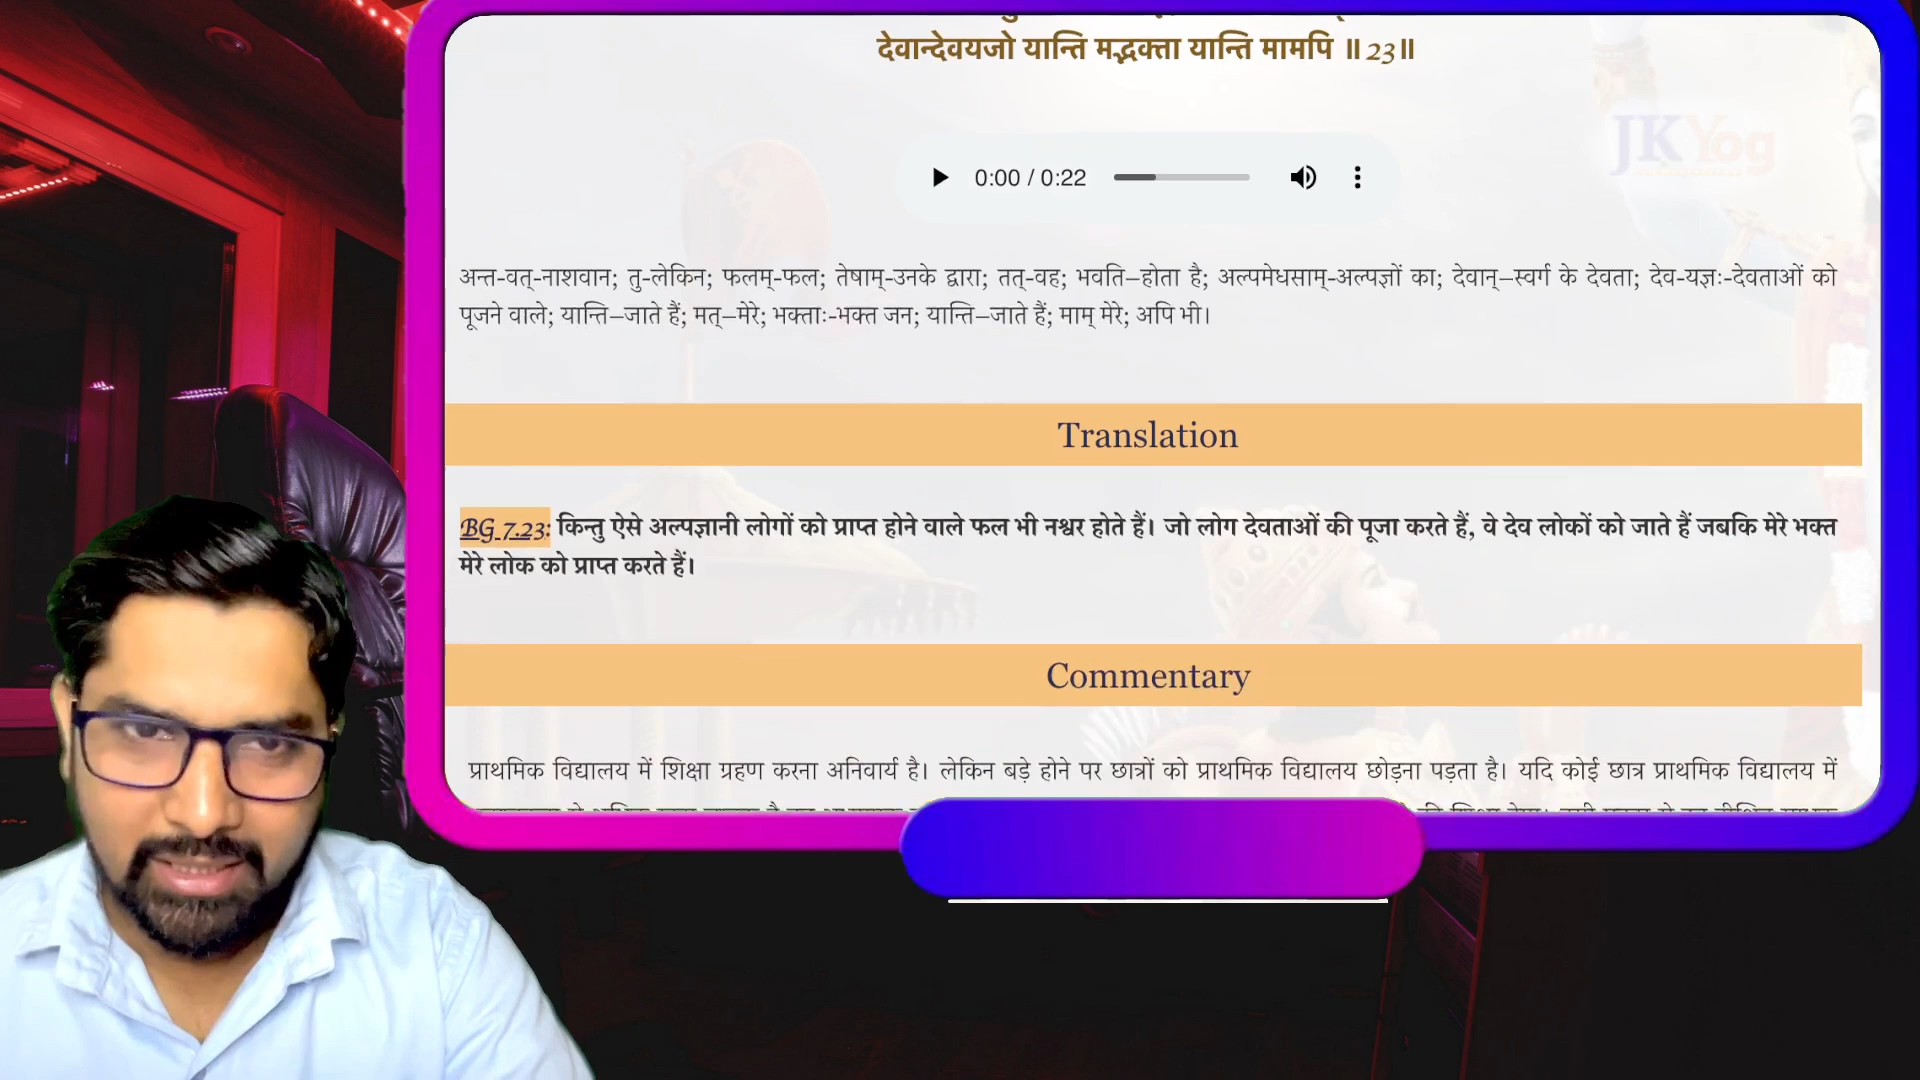 देवान्देवयजो यान्ति मद्भक्ता यान्ति मामपि ॥23॥
JKYog
0:00 / 0:22
अन्त-वत्-नाशवान; तु-लेकिन; फलम्-फल; तेषाम्-उनके द्वारा; तत्-वह; भवति–होता है; अल्पमेधसाम्-अल्पज्ञों का; देवान्–स्वर्ग के देवता; देव-यज्ञः-देवताओं को
पूजने वाले; यान्ति–जाते हैं; मत्–मेरे; भक्ताः-भक्त जन; यान्ति–जाते हैं; माम् मेरे; अपि भी।
Translation
BG 7.23: किन्तु ऐसे अल्पज्ञानी लोगों को प्राप्त होने वाले फल भी नश्वर होते हैं। जो लोग देवताओं की पूजा करते हैं, वे देव लोकों को जाते हैं जबकि मेरे भक्त
मेरे लोक को प्राप्त करते हैं।
Commentary
प्राथमिक विद्यालय में शिक्षा ग्रहण करना अनिवार्य है। लेकिन बड़े होने पर छात्रों को प्राथमिक विद्यालय छोड़ना पड़ता है। यदि कोई छात्र प्राथमिक विद्यालय में